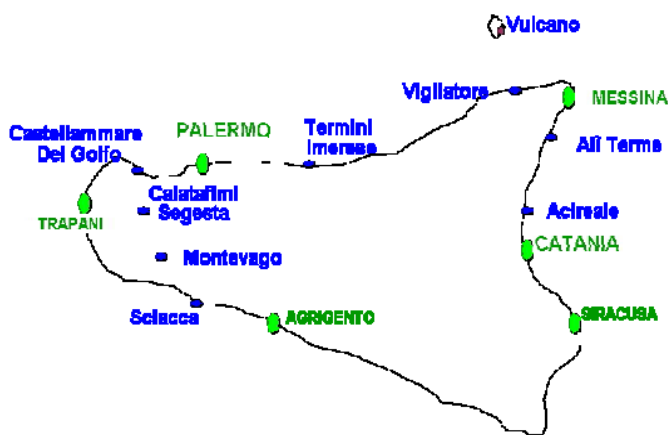 Vulcano
Vigliatore
MESSINA
PALERMO
Termini
Imerese
Castellammare
Del Golfo
Alì Terme
Calatafimi
Segesta
Acireale
TRAPANI
CATANIA
Montevago
Sciacca
AGRIGENTO
SIRACUSA